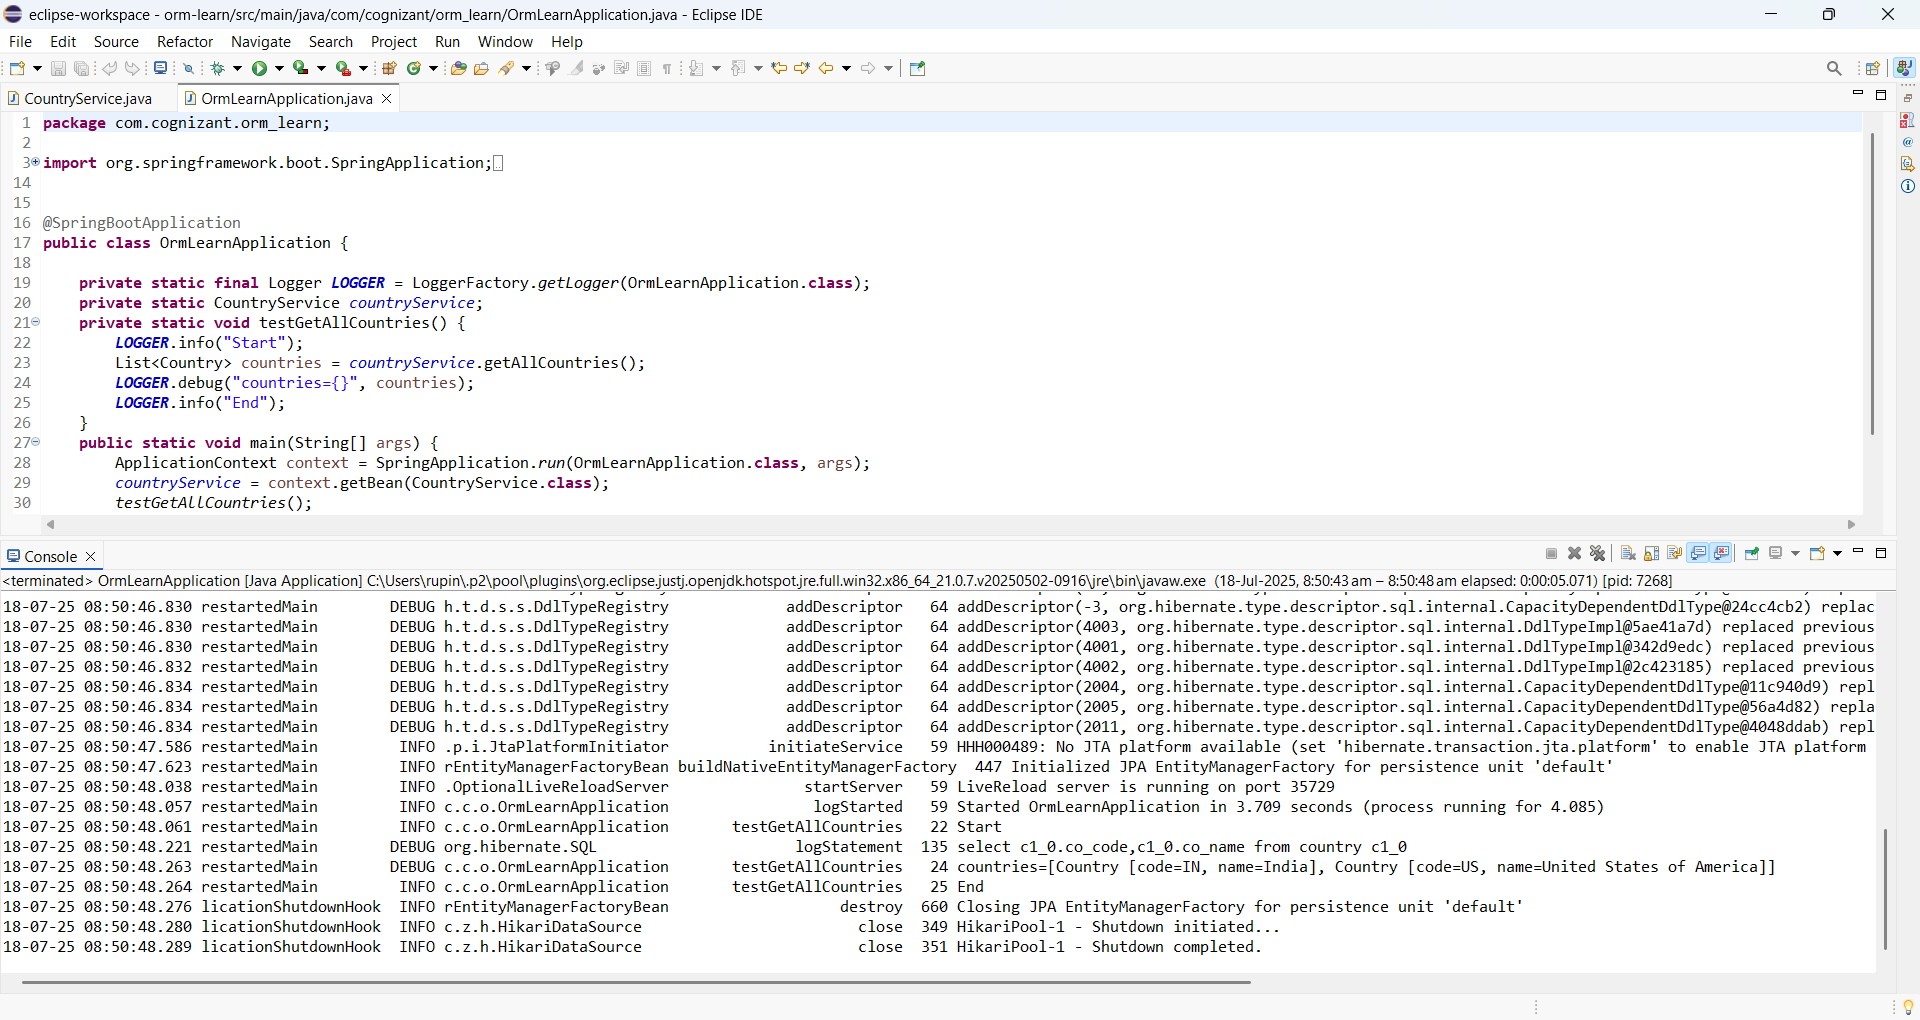 eclipse-workspace - orm-learn/src/main/java/com/cognizant/orm_learn/OrmLearnApplication.java - Eclipse IDE
File Edit Source Refactor Navigate Search Project Run Window Help
CountryService.java OrmLearnApplication.java
1 package com.cognizant.orm_learn;
2
3 import org.springframework.boot.SpringApplication;
14
15
16 @SpringBootApplication
17 public class OrmLearnApplication {
18
19 private static final Logger LOGGER = LoggerFactory.getLogger(OrmLearnApplication.class);
20 private static CountryService countryService;
21 private static void testGetAllCountries() {
22 LOGGER.info("Start");
23 List<Country> countries = countryService.getAllCountries();
24 LOGGER.debug("countries={}", countries);
25 LOGGER.info("End");
26 }
27 public static void main(String[] args) {
28 ApplicationContext context = SpringApplication.run(OrmLearnApplication.class, args);
29 countryService = context.getBean(CountryService.class);
30 testGetAllCountries();
Console
<terminated> OrmLearnApplication [Java Application] C:\Users\rupin\.p2\pool\plugins\org.eclipse.justj.openjdk.hotspot.jre.full.win32.x86_64_21.0.7.v20250502-0916\jre\bin\javaw.exe (18-Jul-2025, 8:50:43 am – 8:50:48 am elapsed: 0:00:05.071) [pid: 7268]
18-07-25 08:50:46.830 restartedMain DEBUG h.t.d.s.s.DdlTypeRegistry addDescriptor 64 addDescriptor(-3, org.hibernate.type.descriptor.sql.internal.CapacityDependentDdlType@24cc4cb2) replac
18-07-25 08:50:46.830 restartedMain DEBUG h.t.d.s.s.DdlTypeRegistry addDescriptor 64 addDescriptor(4003, org.hibernate.type.descriptor.sql.internal.DdlTypeImpl@5ae41a7d) replaced previous
18-07-25 08:50:46.830 restartedMain DEBUG h.t.d.s.s.DdlTypeRegistry addDescriptor 64 addDescriptor(4001, org.hibernate.type.descriptor.sql.internal.DdlTypeImpl@342d9edc) replaced previous
18-07-25 08:50:46.832 restartedMain DEBUG h.t.d.s.s.DdlTypeRegistry addDescriptor 64 addDescriptor(4002, org.hibernate.type.descriptor.sql.internal.DdlTypeImpl@2c423185) replaced previous
18-07-25 08:50:46.834 restartedMain DEBUG h.t.d.s.s.DdlTypeRegistry addDescriptor 64 addDescriptor(2004, org.hibernate.type.descriptor.sql.internal.CapacityDependentDdlType@11c940d9) repl
18-07-25 08:50:46.834 restartedMain DEBUG h.t.d.s.s.DdlTypeRegistry addDescriptor 64 addDescriptor(2005, org.hibernate.type.descriptor.sql.internal.CapacityDependentDdlType@56a4d82) repla
18-07-25 08:50:46.834 restartedMain DEBUG h.t.d.s.s.DdlTypeRegistry addDescriptor 64 addDescriptor(2011, org.hibernate.type.descriptor.sql.internal.CapacityDependentDdlType@4048ddab) repl
18-07-25 08:50:47.586 restartedMain INFO .p.i.JtaPlatformInitiator initiateService 59 HHH000489: No JTA platform available (set 'hibernate.transaction.jta.platform' to enable JTA platform
18-07-25 08:50:47.623 restartedMain INFO rEntityManagerFactoryBean buildNativeEntityManagerFactory 447 Initialized JPA EntityManagerFactory for persistence unit 'default'
18-07-25 08:50:48.038 restartedMain INFO .OptionalLiveReloadServer startServer 59 LiveReload server is running on port 35729
18-07-25 08:50:48.057 restartedMain INFO c.c.o.OrmLearnApplication logStarted 59 Started OrmLearnApplication in 3.709 seconds (process running for 4.085)
18-07-25 08:50:48.061 restartedMain INFO c.c.o.OrmLearnApplication testGetAllCountries 22 Start
18-07-25 08:50:48.221 restartedMain DEBUG org.hibernate.SQL logStatement 135 select c1_0.co_code,c1_0.co_name from country c1_0
18-07-25 08:50:48.263 restartedMain DEBUG c.c.o.OrmLearnApplication testGetAllCountries 24 countries=[Country [code=IN, name=India], Country [code=US, name=United States of America]]
18-07-25 08:50:48.264 restartedMain INFO c.c.o.OrmLearnApplication testGetAllCountries 25 End
18-07-25 08:50:48.276 licationShutdownHook INFO rEntityManagerFactoryBean destroy 660 Closing JPA EntityManagerFactory for persistence unit 'default'
18-07-25 08:50:48.280 licationShutdownHook INFO c.z.h.HikariDataSource close 349 HikariPool-1 - Shutdown initiated...
18-07-25 08:50:48.289 licationShutdownHook INFO c.z.h.HikariDataSource close 351 HikariPool-1 - Shutdown completed.